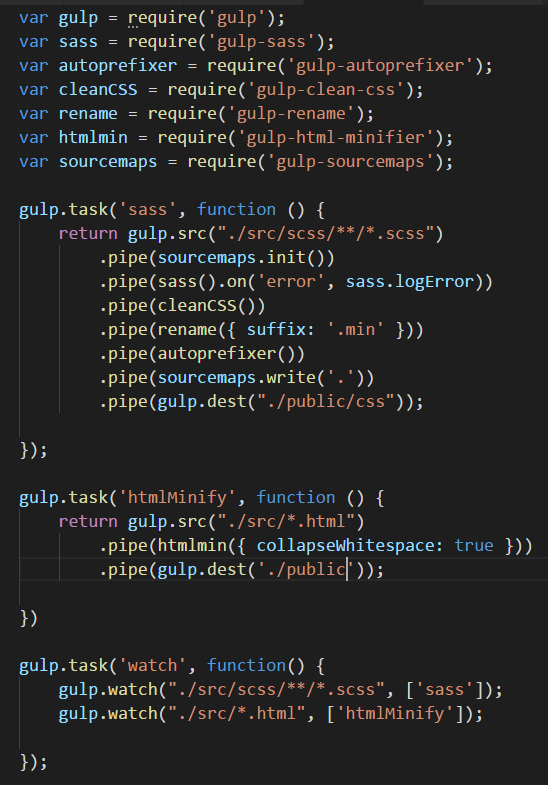 var gulp = require('gulp');
var sass = require('gulp-sass');
var autoprefixer = require('gulp-autoprefixer');
var cleanCSS = require('gulp-clean-css');
var rename = require('gulp-rename');
var htmlmin = require('gulp-html-minifier');
var sourcemaps = require('gulp-sourcemaps');
gulp.task('sass', function () {
    return gulp.src("./src/scss/**/*.scss")
        .pipe(sourcemaps.init())
        .pipe(sass().on('error', sass.logError))
        .pipe(cleanCSS())
        .pipe(rename({ suffix: '.min' }))
        .pipe(autoprefixer())
        .pipe(sourcemaps.write('.'))
        .pipe(gulp.dest("./public/css"));
});
gulp.task('htmlMinify', function () {
    return gulp.src("./src/*.html")
        .pipe(htmlmin({ collapseWhitespace: true }))
        .pipe(gulp.dest('./public'));
})
gulp.task('watch', function() {
    gulp.watch("./src/scss/**/*.scss", ['sass']);
    gulp.watch("./src/*.html", ['htmlMinify']);
});